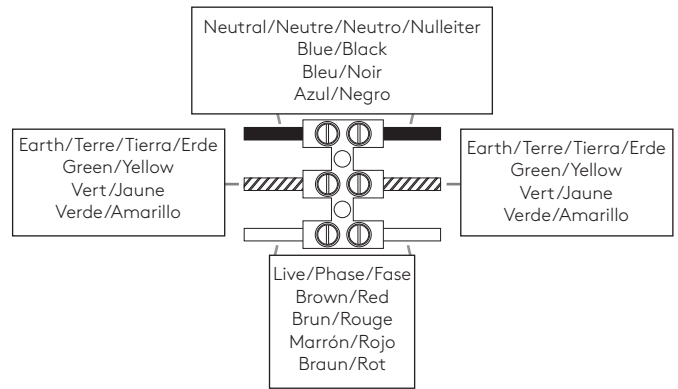 Neutral/Neutre/Neutro/Nulleiter
Blue/Black
Bleu/Noir
Azul/Negro
Earth/Terre/Tierra/Erde
Green/Yellow
Vert/Jaune
Verde/Amarillo
Earth/Terre/Tierra/Erde
Green/Yellow
Vert/Jaune
Verde/Amarillo
Live/Phase/Fase
Brown/Red
Brun/Rouge
Marrón/Rojo
Braun/Rot